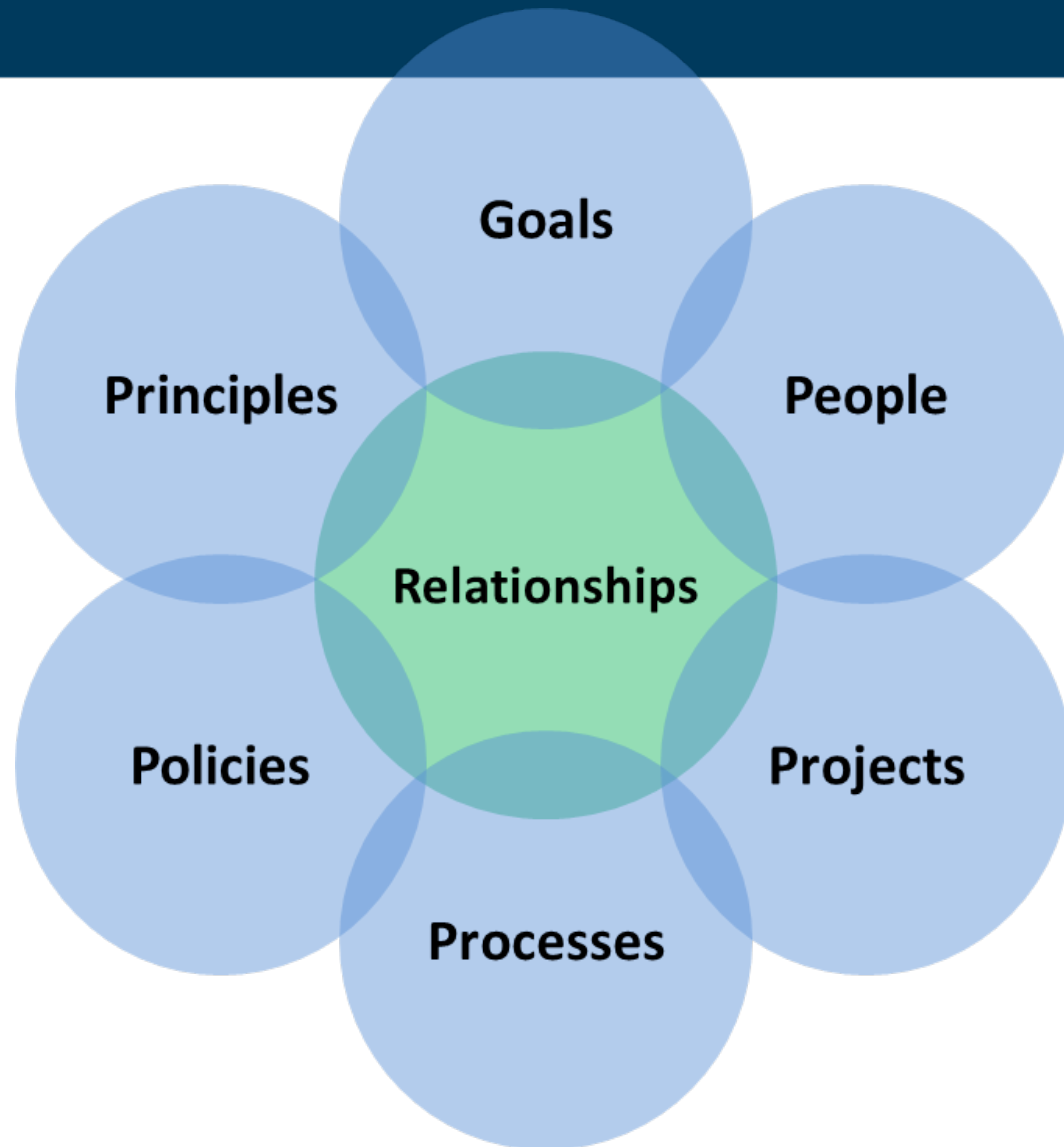 Goals
Principles
People
Relationships
Policies
Projects
Processes